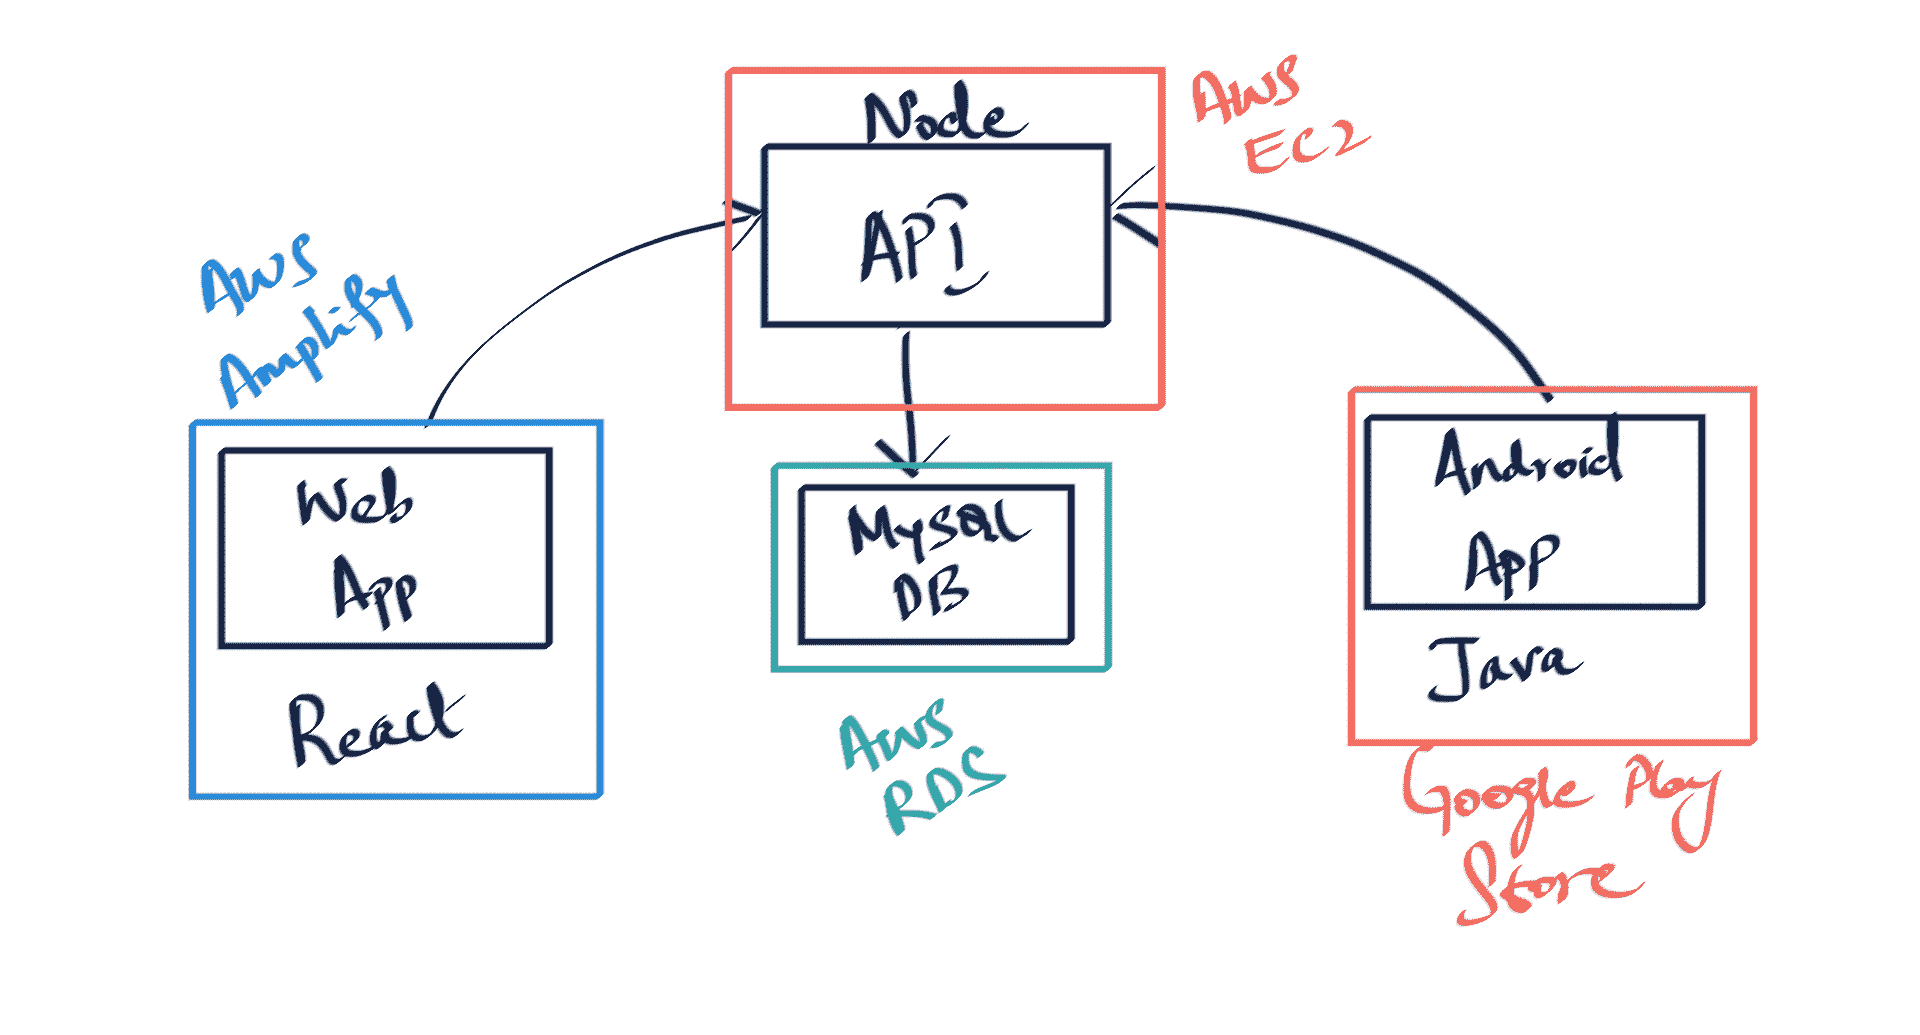 Node
API
AWS
EC2
AWS
Amplify
Web
App
React
MySQL
DB
AWS
RDS
Android
App
Java
Google Play
Store